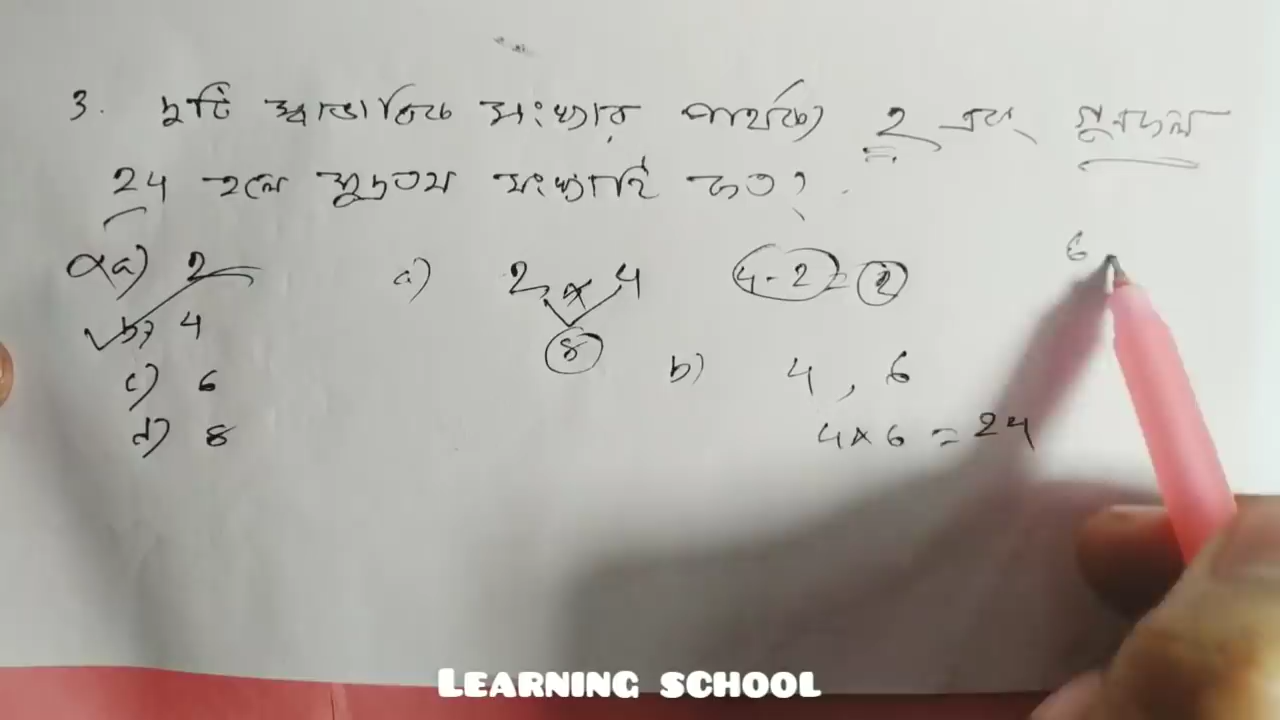 3. দুটি স্বাভাবিক সংখ্যার পার্থক্য 2 এবং গুণফল
24 হলে ক্ষুদ্রতম সংখ্যাটি কত?
a) 2
b) 4
c) 6
d) 8
a) 2 × 4
8
4 - 2 = 2
b) 4, 6
4 × 6 = 24
6
LEARNING SCHOOL